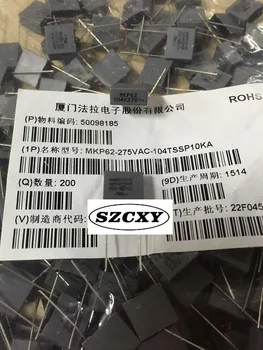 MKP62
104K275~
厦门法拉电子股份有限公司
ROHS
(P)物料编码: 50098185
(1P)名称型号: MKP62-275VAC-104TSSP10KA
(Q)数量: 200
(9D)生产周期: 1514
(V)制造商代码:
SZCXY
(1T)生产批号: 22F045